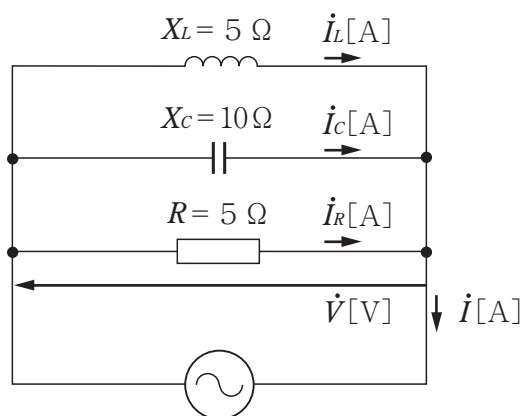 XL = 5 Ω
İL[A]
XC = 10 Ω
İC[A]
R = 5 Ω
İR[A]
V̇[V]
İ[A]